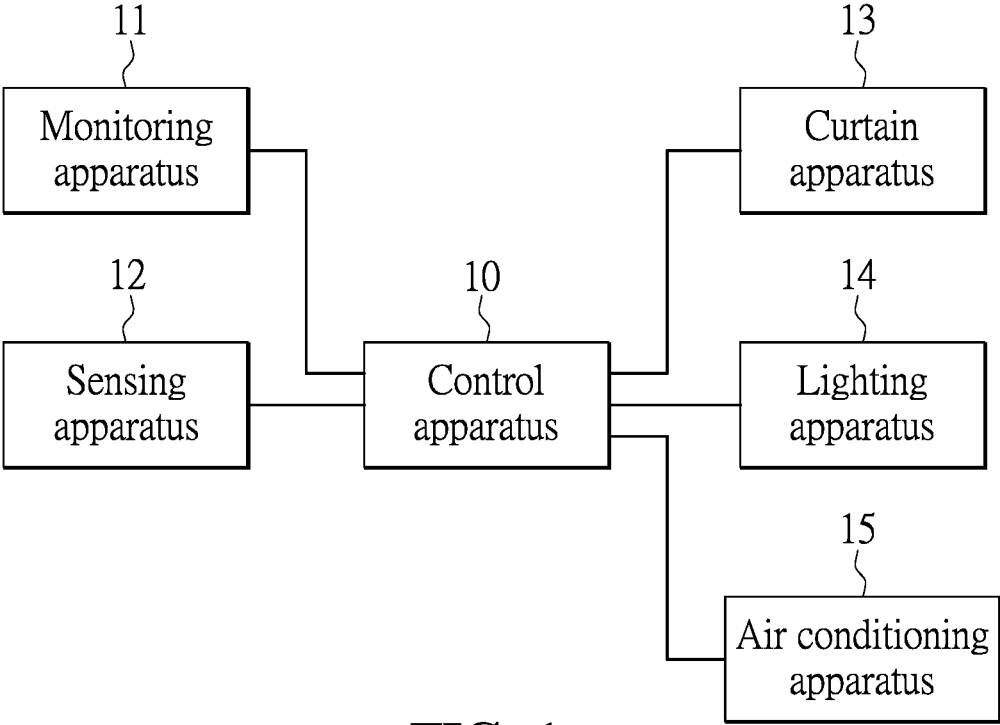 11
Monitoring
apparatus
13
Curtain
apparatus
12
Sensing
apparatus
10
Control
apparatus
14
Lighting
apparatus
15
Air conditioning
apparatus